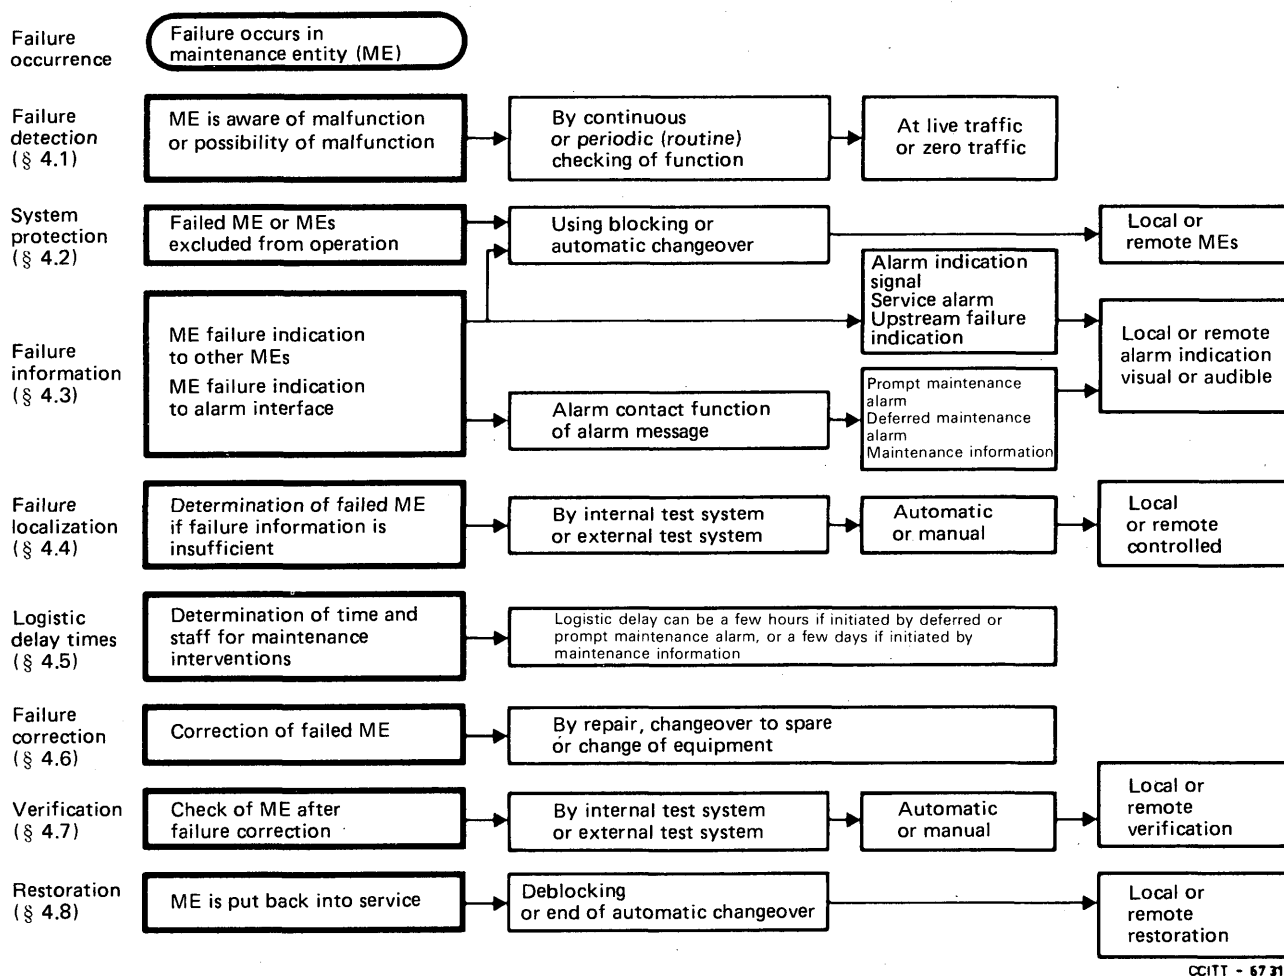 Failure
occurrence
Failure occurs in
maintenance entity (ME)
Failure
detection
(§ 4.1)
ME is aware of malfunction
or possibility of malfunction
By continuous
or periodic (routine)
checking of function
At live traffic
or zero traffic
System
protection
(§ 4.2)
Failed ME or MEs
excluded from operation
Using blocking or
automatic changeover
Local or
remote MEs
Failure
information
(§ 4.3)
ME failure indication
to other MEs
ME failure indication
to alarm interface
Alarm indication
signal
Service alarm
Upstream failure
indication
Alarm contact function
of alarm message
Prompt maintenance
alarm
Deferred maintenance
alarm
Maintenance information
Local or remote
alarm indication
visual or audible
Failure
localization
(§ 4.4)
Determination of failed ME
if failure information is
insufficient
By internal test system
or external test system
Automatic
or manual
Local
or remote
controlled
Logistic
delay times
(§ 4.5)
Determination of time and
staff for maintenance
interventions
Logistic delay can be a few hours if initiated by deferred or
prompt maintenance alarm, or a few days if initiated by
maintenance information
Failure
correction
(§ 4.6)
Correction of failed ME
By repair, changeover to spare
or change of equipment
Verification
(§ 4.7)
Check of ME after
failure correction
By internal test system
or external test system
Automatic
or manual
Local or
remote
verification
Restoration
(§ 4.8)
ME is put back into service
Deblocking
or end of automatic changeover
Local or
remote
restoration
CCITT -